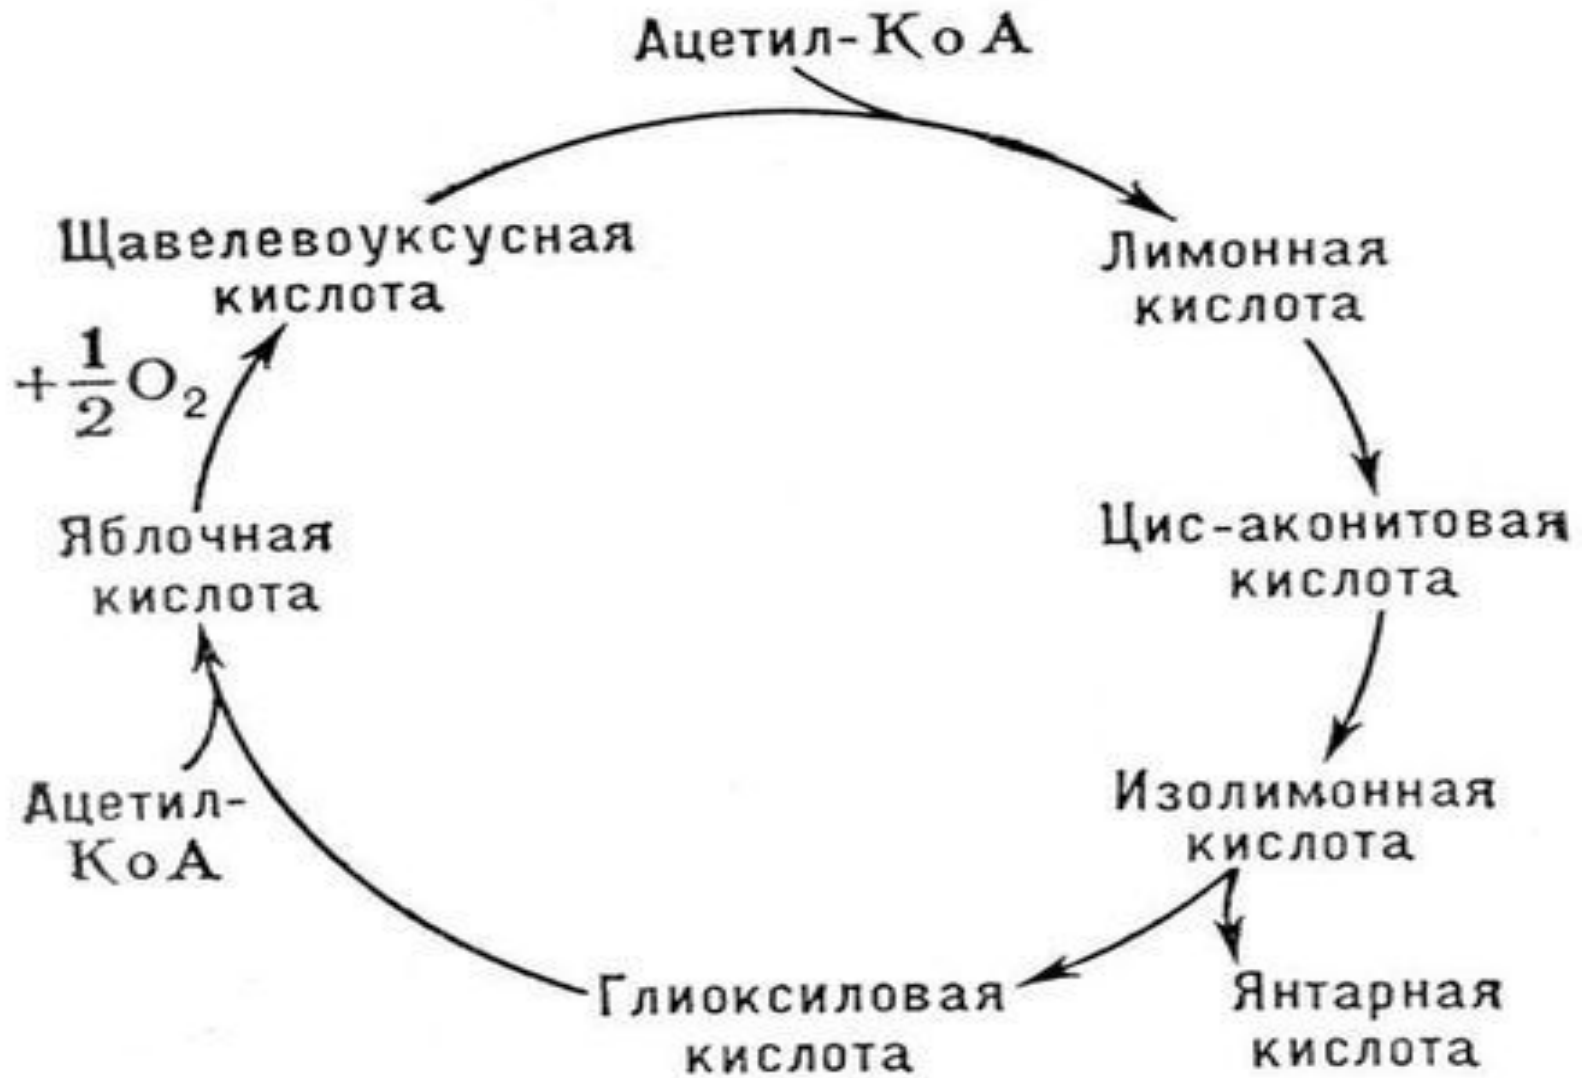 Ацетил-КоА
Щавелевоуксусная
кислота
Лимонная
кислота
+1/2O₂
Яблочная
кислота
Цис-аконитовая
кислота
Ацетил-
КоА
Изолимонная
кислота
Глиоксиловая
кислота
Янтарная
кислота